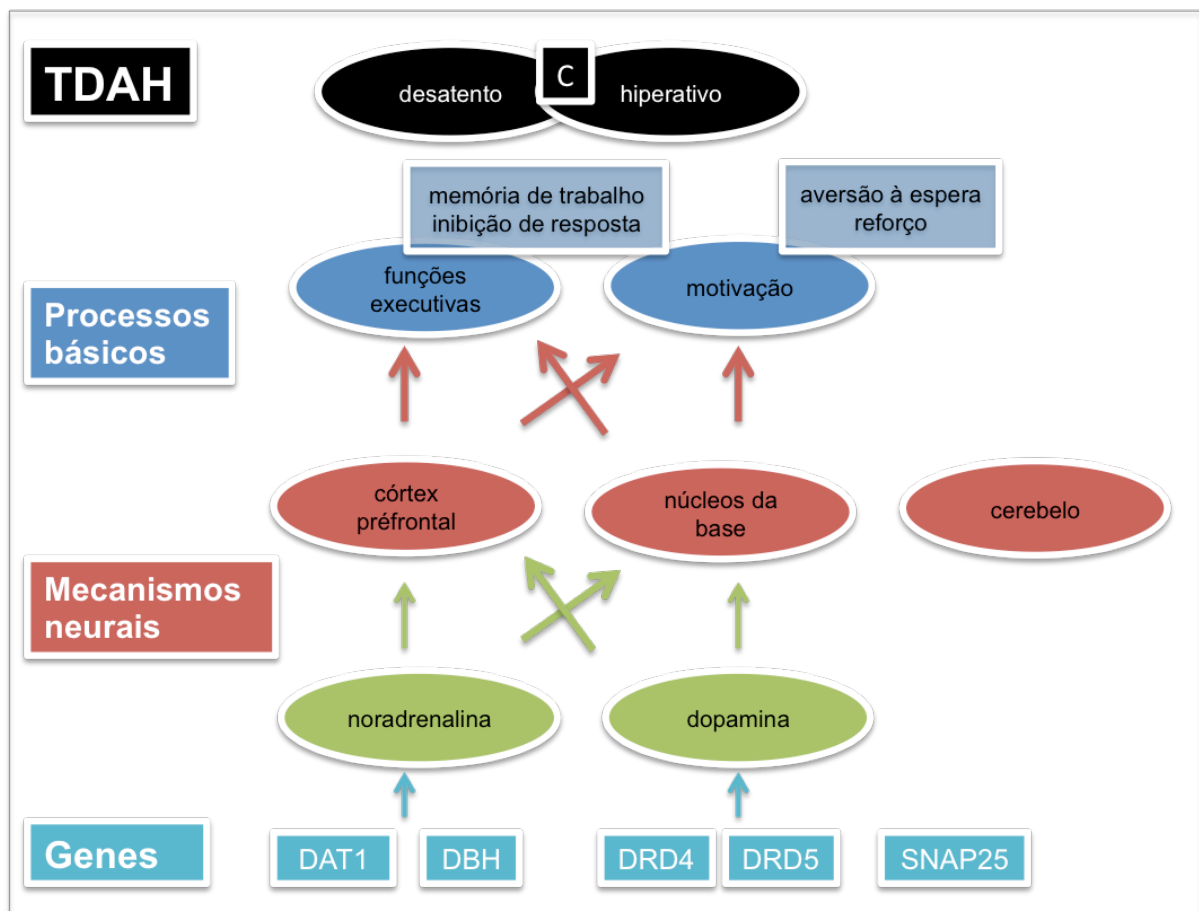 TDAH
desatento
C
hiperativo
memória de trabalho
inibição de resposta
aversão à espera
reforço
Processos
básicos
funções
executivas
motivação
córtex
préfrontal
núcleos da
base
cerebelo
Mecanismos
neurais
noradrenalina
dopamina
Genes
DAT1
DBH
DRD4
DRD5
SNAP25